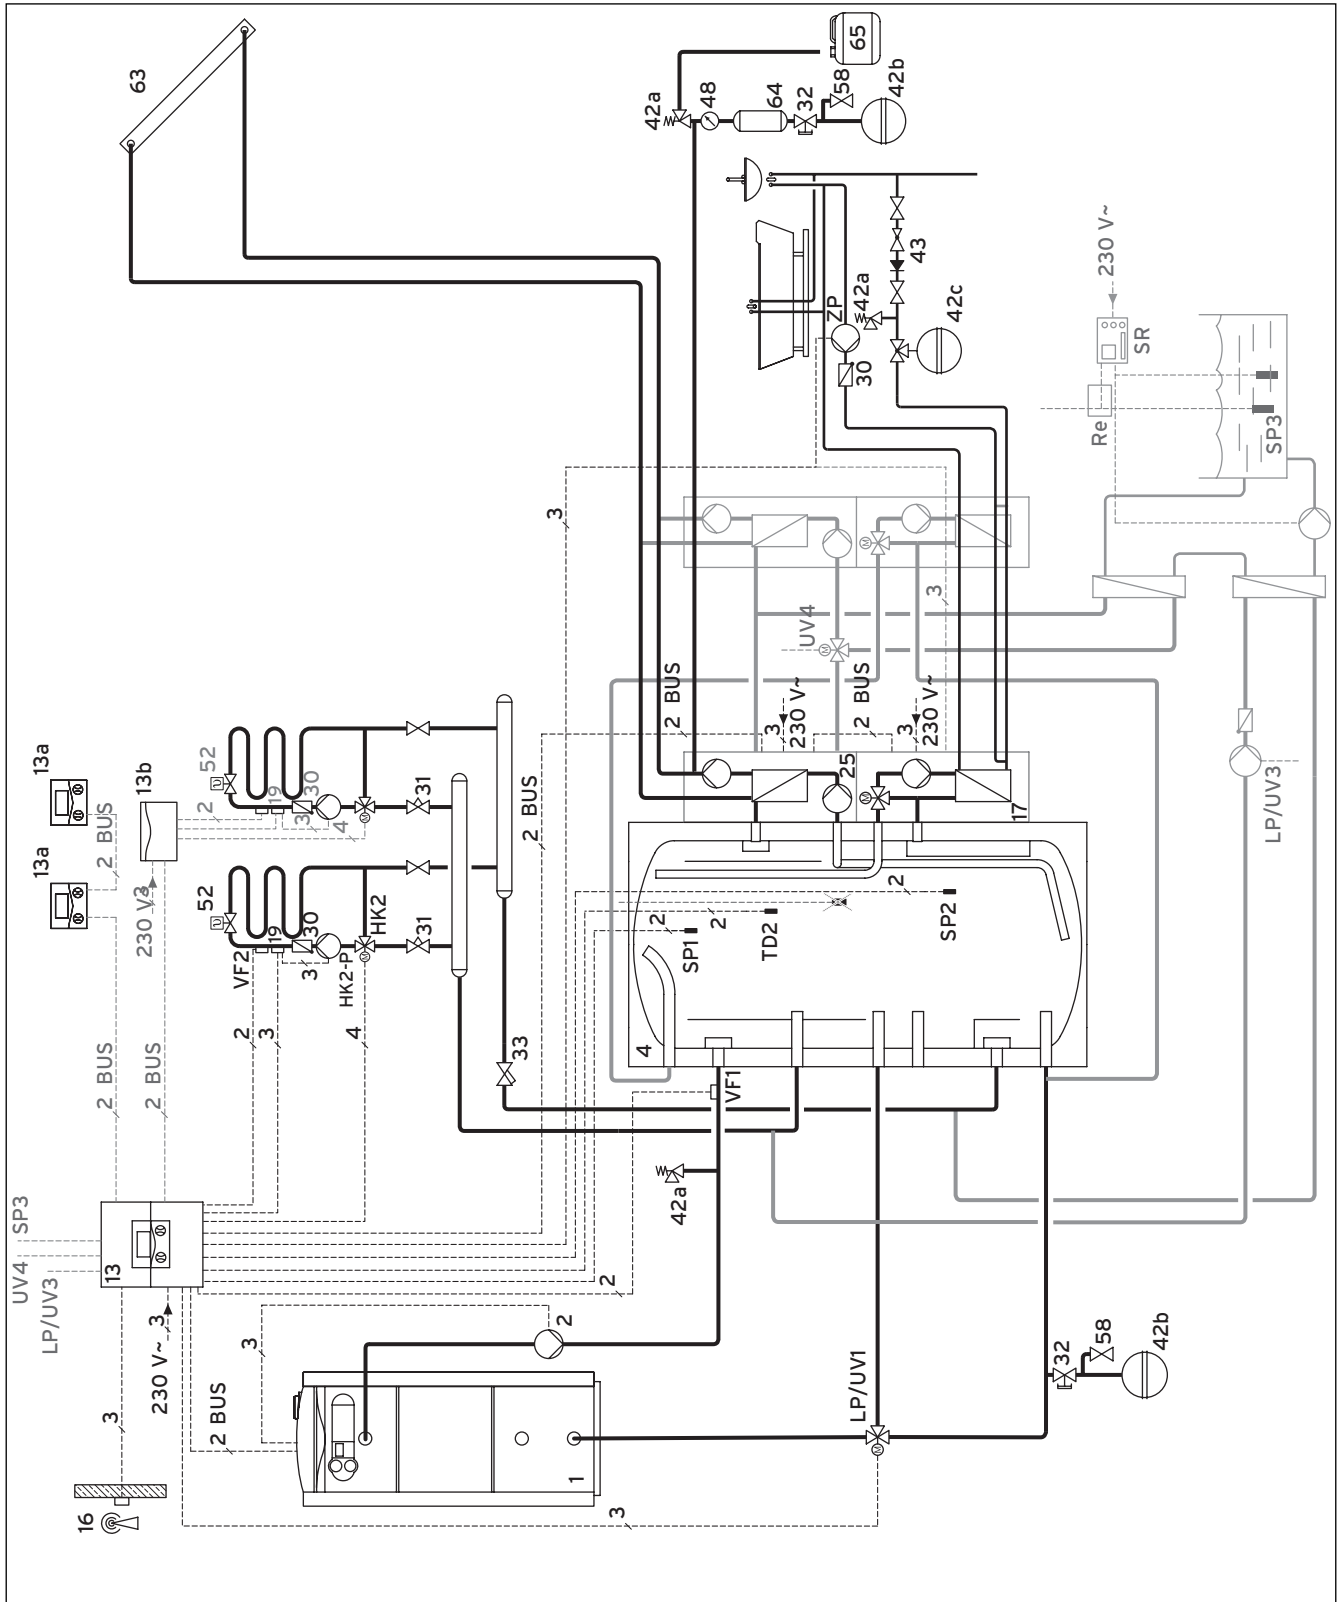 63
65
42a
48
64
32
58
42b
43
42a
ZP
42c
30
230 V~
SR
Re
SP3
3
3
UV4
2 BUS
3
230 V~
2 BUS
3
230 V~
25
17
LP/UV3
13a
13a
13b
2 BUS
230 V~
3
52
2
19
30
3
4
31
52
19
30
3
HK2
HK2-P
31
VF2
2
3
4
2 BUS
2 BUS
2 BUS
33
4
VF1
SP1
2
TD2
2
SP2
2
42a
2
SP3
UV4
LP/UV3
13
230 V~
3
3
16
2 BUS
3
2
1
3
LP/UV1
32
58
42b
M
M
M
M
M
M
M